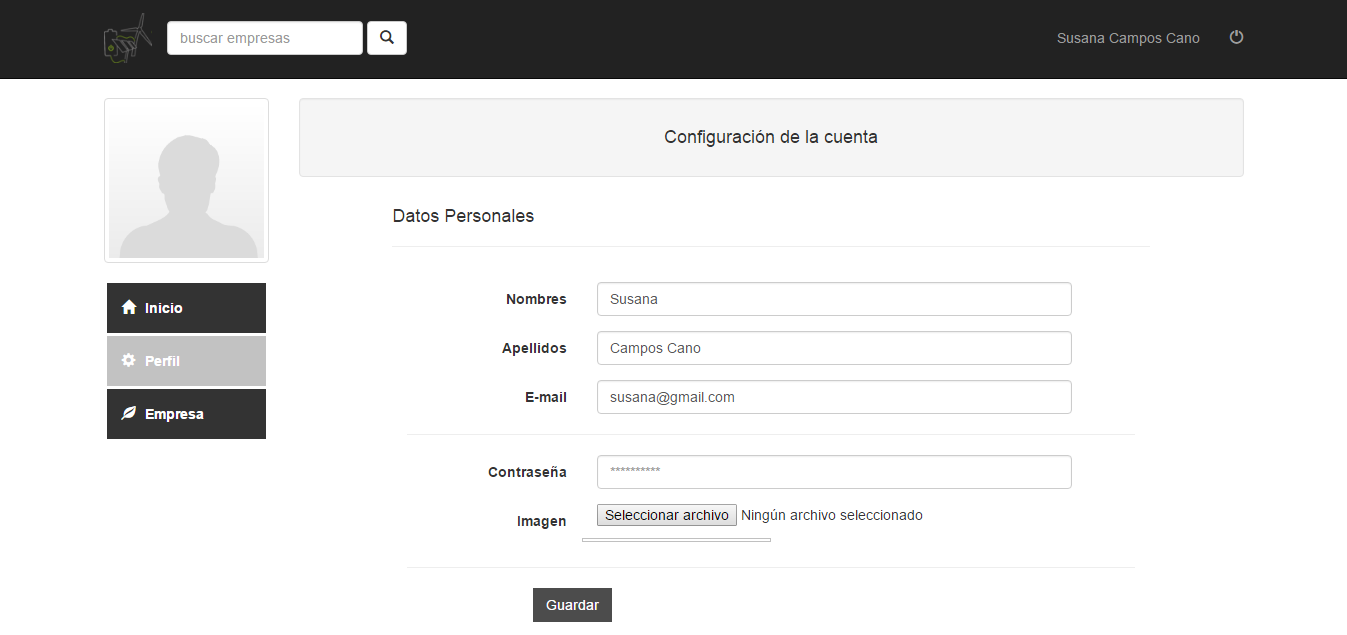 buscar empresas
Susana Campos Cano
Configuración de la cuenta
Datos Personales
Inicio
Perfil
Empresa
Nombres
Susana
Apellidos
Campos Cano
E-mail
susana@gmail.com
Contraseña
**********
Imagen
Seleccionar archivo Ningún archivo seleccionado
Guardar